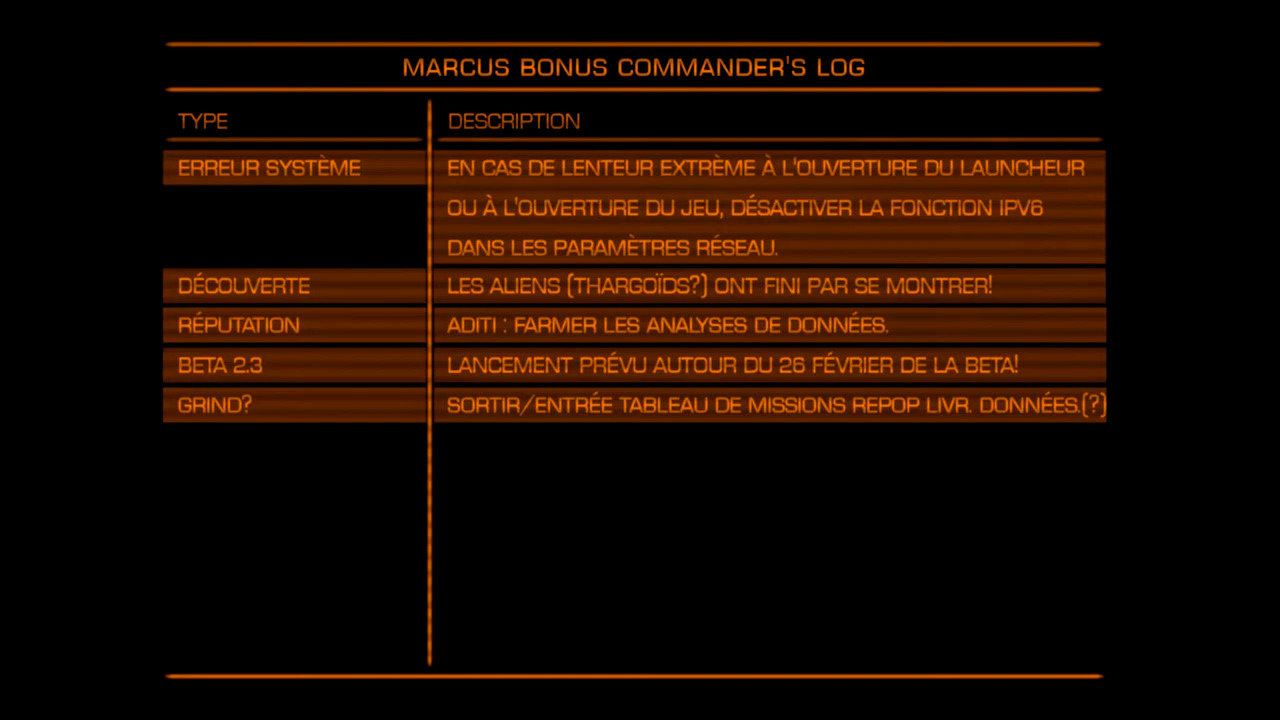 MARCUS BONUS COMMANDER'S LOG
TYPE
DESCRIPTION
ERREUR SYSTÈME
EN CAS DE LENTEUR EXTRÈME À L'OUVERTURE DU LAUNCHEUR
OU À L'OUVERTURE DU JEU, DÉSACTIVER LA FONCTION IPV6
DANS LES PARAMÈTRES RÉSEAU.
DÉCOUVERTE
LES ALIENS (THARGOÏDS?) ONT FINI PAR SE MONTRER!
RÉPUTATION
ADITI : FARMER LES ANALYSES DE DONNÉES.
BETA 2.3
LANCEMENT PRÉVU AUTOUR DU 26 FÉVRIER DE LA BETA!
GRIND?
SORTIR/ENTRÉE TABLEAU DE MISSIONS REPOP LIVR. DONNÉES.(?)